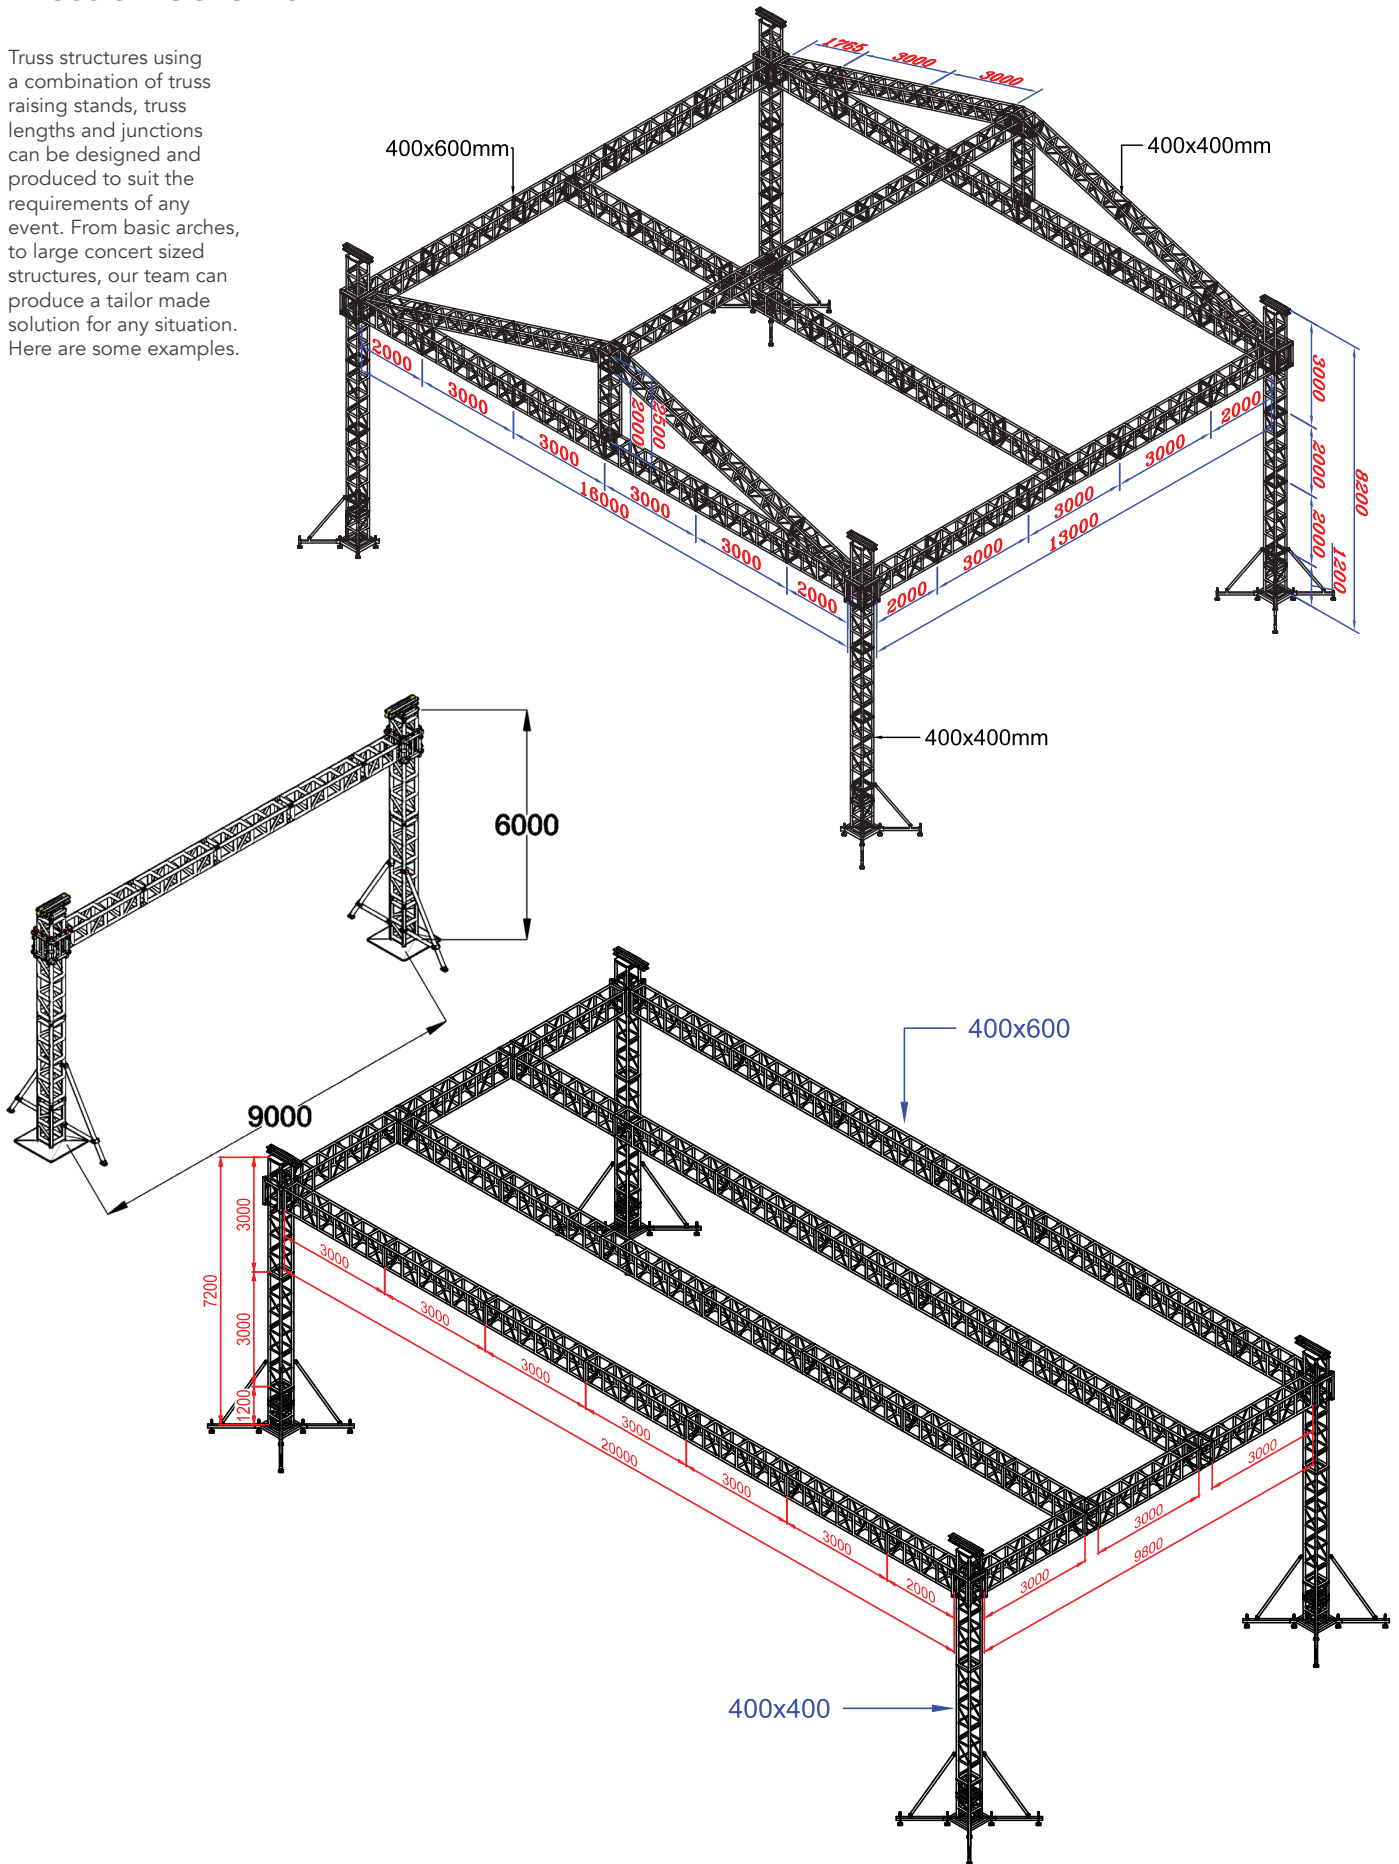 Truss structures using
a combination of truss
raising stands, truss
lengths and junctions
can be designed and
produced to suit the
requirements of any
event. From basic arches,
to large concert sized
structures, our team can
produce a tailor made
solution for any situation.
Here are some examples.
1765
3000
3000
400x600mm
400x400mm
2000
3000
3000
3000
3000
2000
16000
2000
2500
2000
3000
3000
3000
2000
13000
3000
2000
2000
1200
8200
400x400mm
6000
9000
400x600
7200
3000
3000
1200
3000
3000
3000
3000
3000
3000
2000
20000
3000
3000
3000
9800
400x400